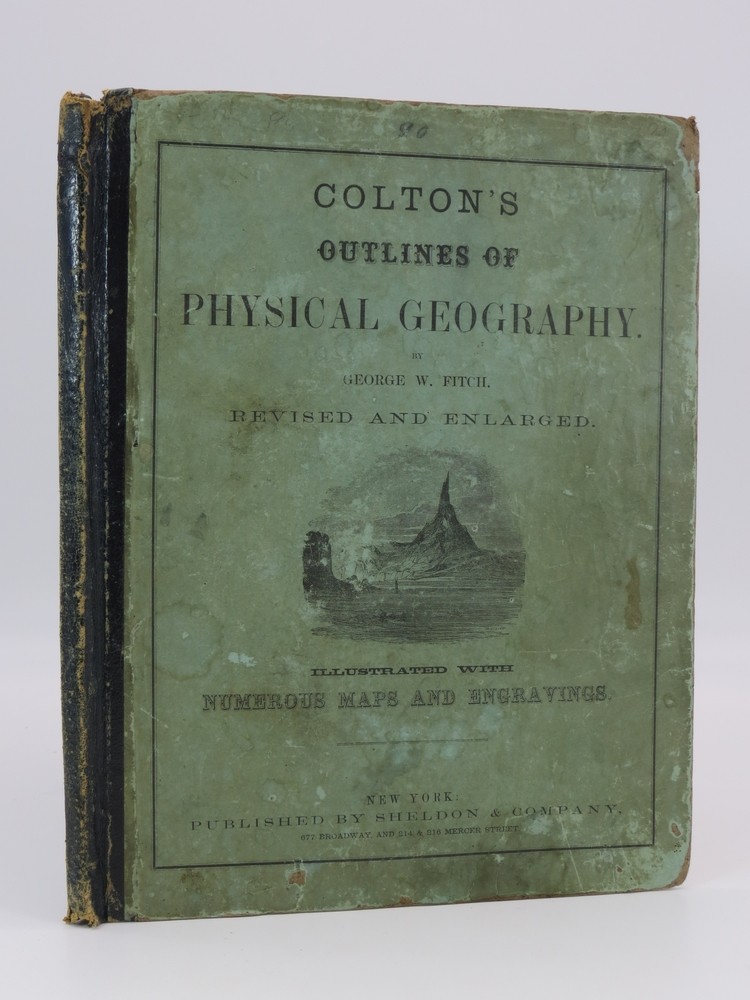 COLTON'S
OUTLINES OF
PHYSICAL GEOGRAPHY.
BY
GEORGE W. FITCH.
REVISED AND ENLARGED.
ILLUSTRATED WITH
NUMEROUS MAPS AND ENGRAVINGS.
NEW YORK:
PUBLISHED BY SHELDON & COMPANY,
677 BROADWAY, AND 214 & 216 MERCER STREET.